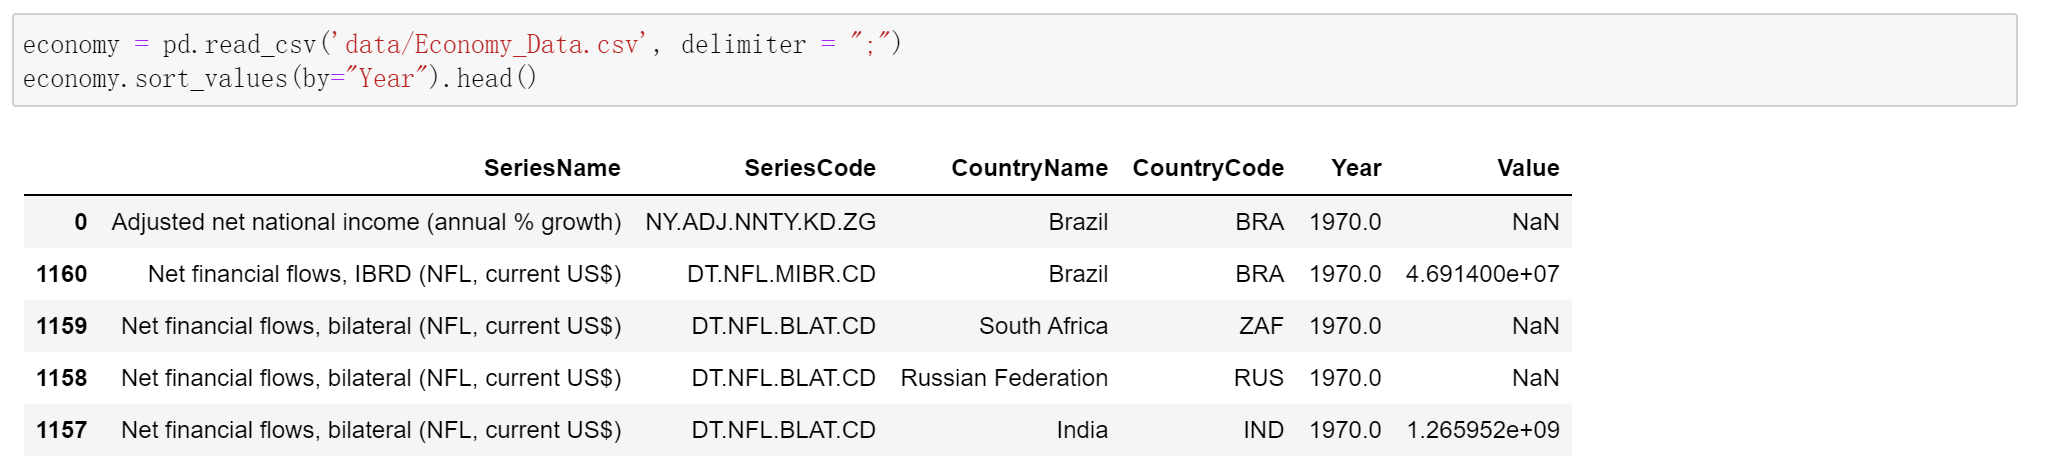 economy = pd.read_csv('data/Economy_Data.csv', delimiter = ";")
economy.sort_values(by="Year").head()
SeriesName SeriesCode CountryName CountryCode Year Value
0 Adjusted net national income (annual % growth) NY.ADJ.NNTY.KD.ZG Brazil BRA 1970.0 NaN
1160 Net financial flows, IBRD (NFL, current US$) DT.NFL.MIBR.CD Brazil BRA 1970.0 4.691400e+07
1159 Net financial flows, bilateral (NFL, current US$) DT.NFL.BLAT.CD South Africa ZAF 1970.0 NaN
1158 Net financial flows, bilateral (NFL, current US$) DT.NFL.BLAT.CD Russian Federation RUS 1970.0 NaN
1157 Net financial flows, bilateral (NFL, current US$) DT.NFL.BLAT.CD India IND 1970.0 1.265952e+09